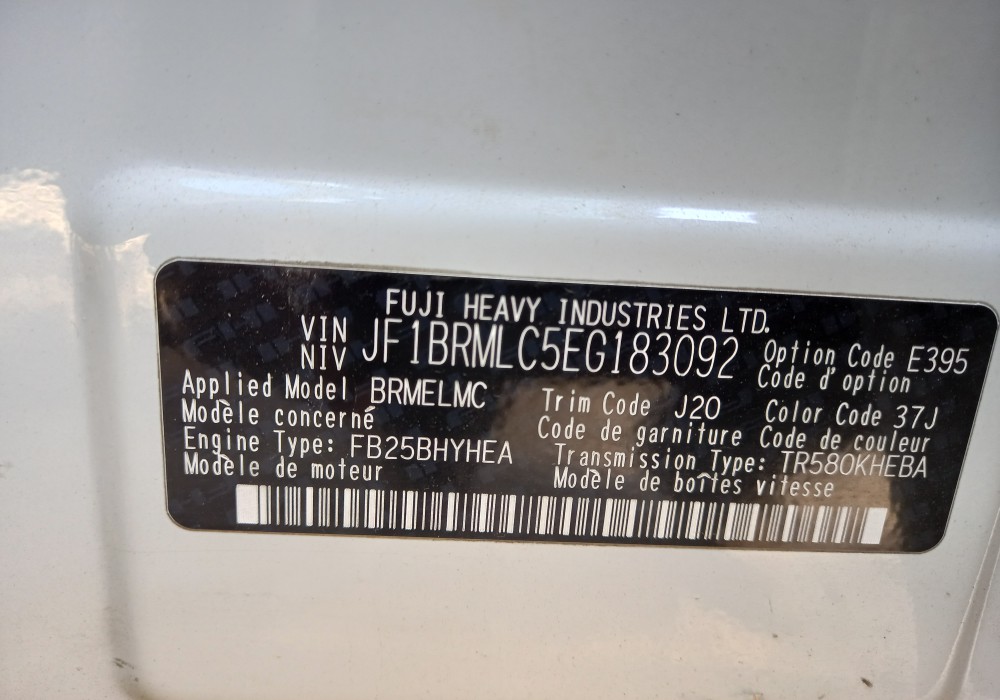 FUJI HEAVY INDUSTRIES LTD.
VIN
NIV JF1BRMLC5EG183092 Option Code E395
Code d'option
Applied Model BRMELMC Trim Code J20 Color Code 37J
Modèle concerné Code de garniture Code de couleur
Engine Type: FB25BHYHEA Transmission Type: TR580KHEBA
Modèle de moteur Modèle de boîtes vitesse